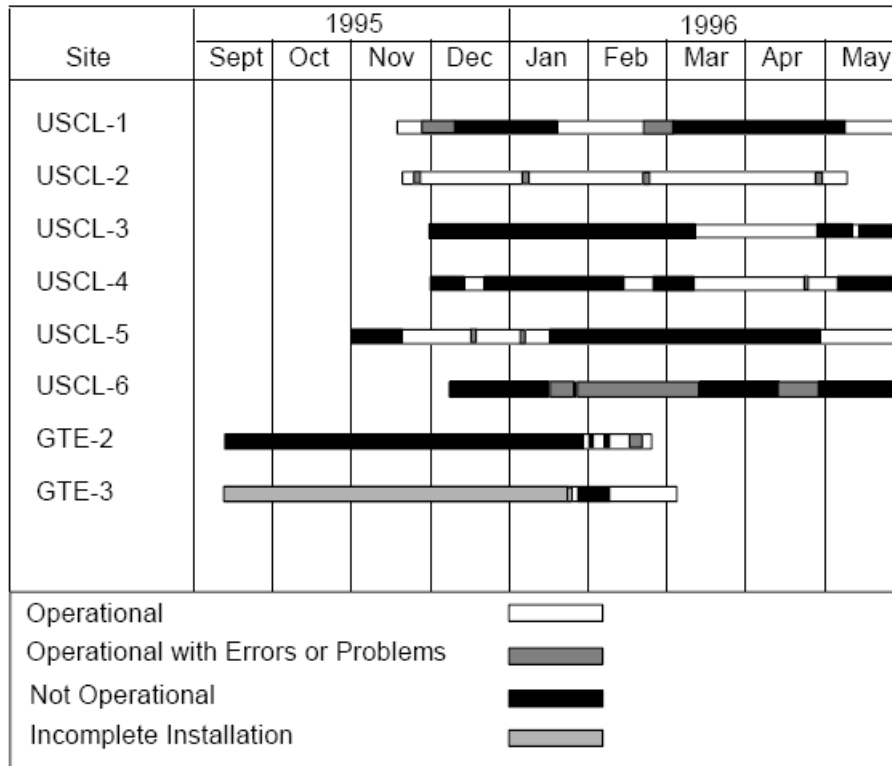 1995 1996
Site Sept Oct Nov Dec Jan Feb Mar Apr May
USCL-1
USCL-2
USCL-3
USCL-4
USCL-5
USCL-6
GTE-2
GTE-3
Operational
Operational with Errors or Problems
Not Operational
Incomplete Installation